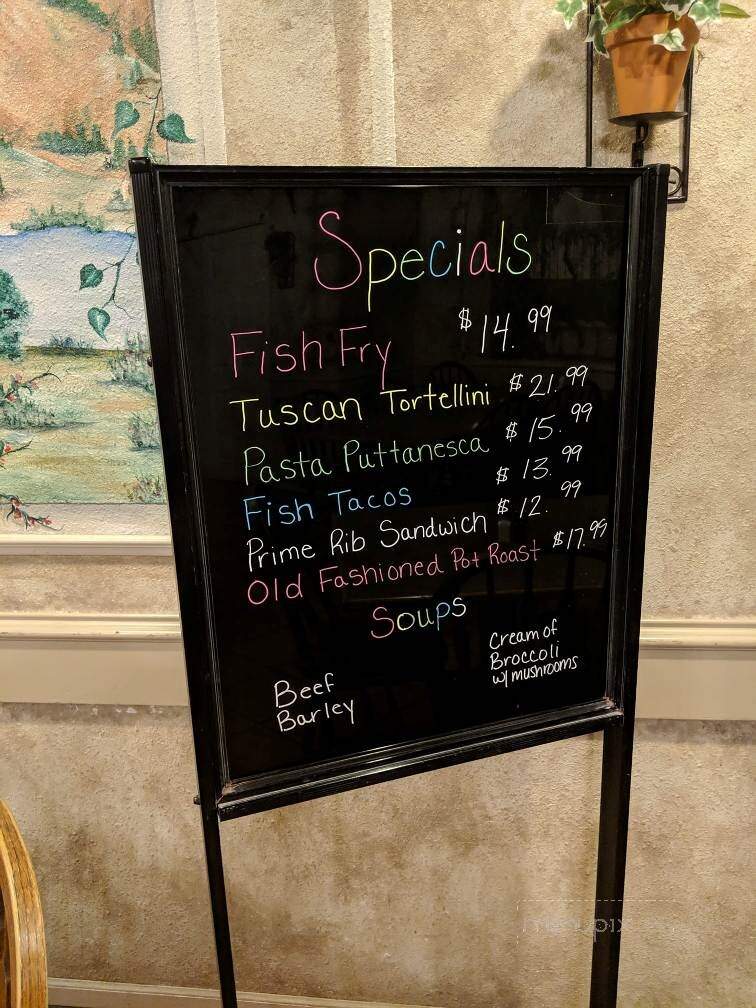 Specials
Fish Fry $14.99
Tuscan Tortellini $21.99
Pasta Puttanesca $15.99
Fish Tacos $13.99
Prime Rib Sandwich $12.99
Old Fashioned Pot Roast $17.99
Soups
Beef
Barley
Cream of
Broccoli
w/ mushrooms